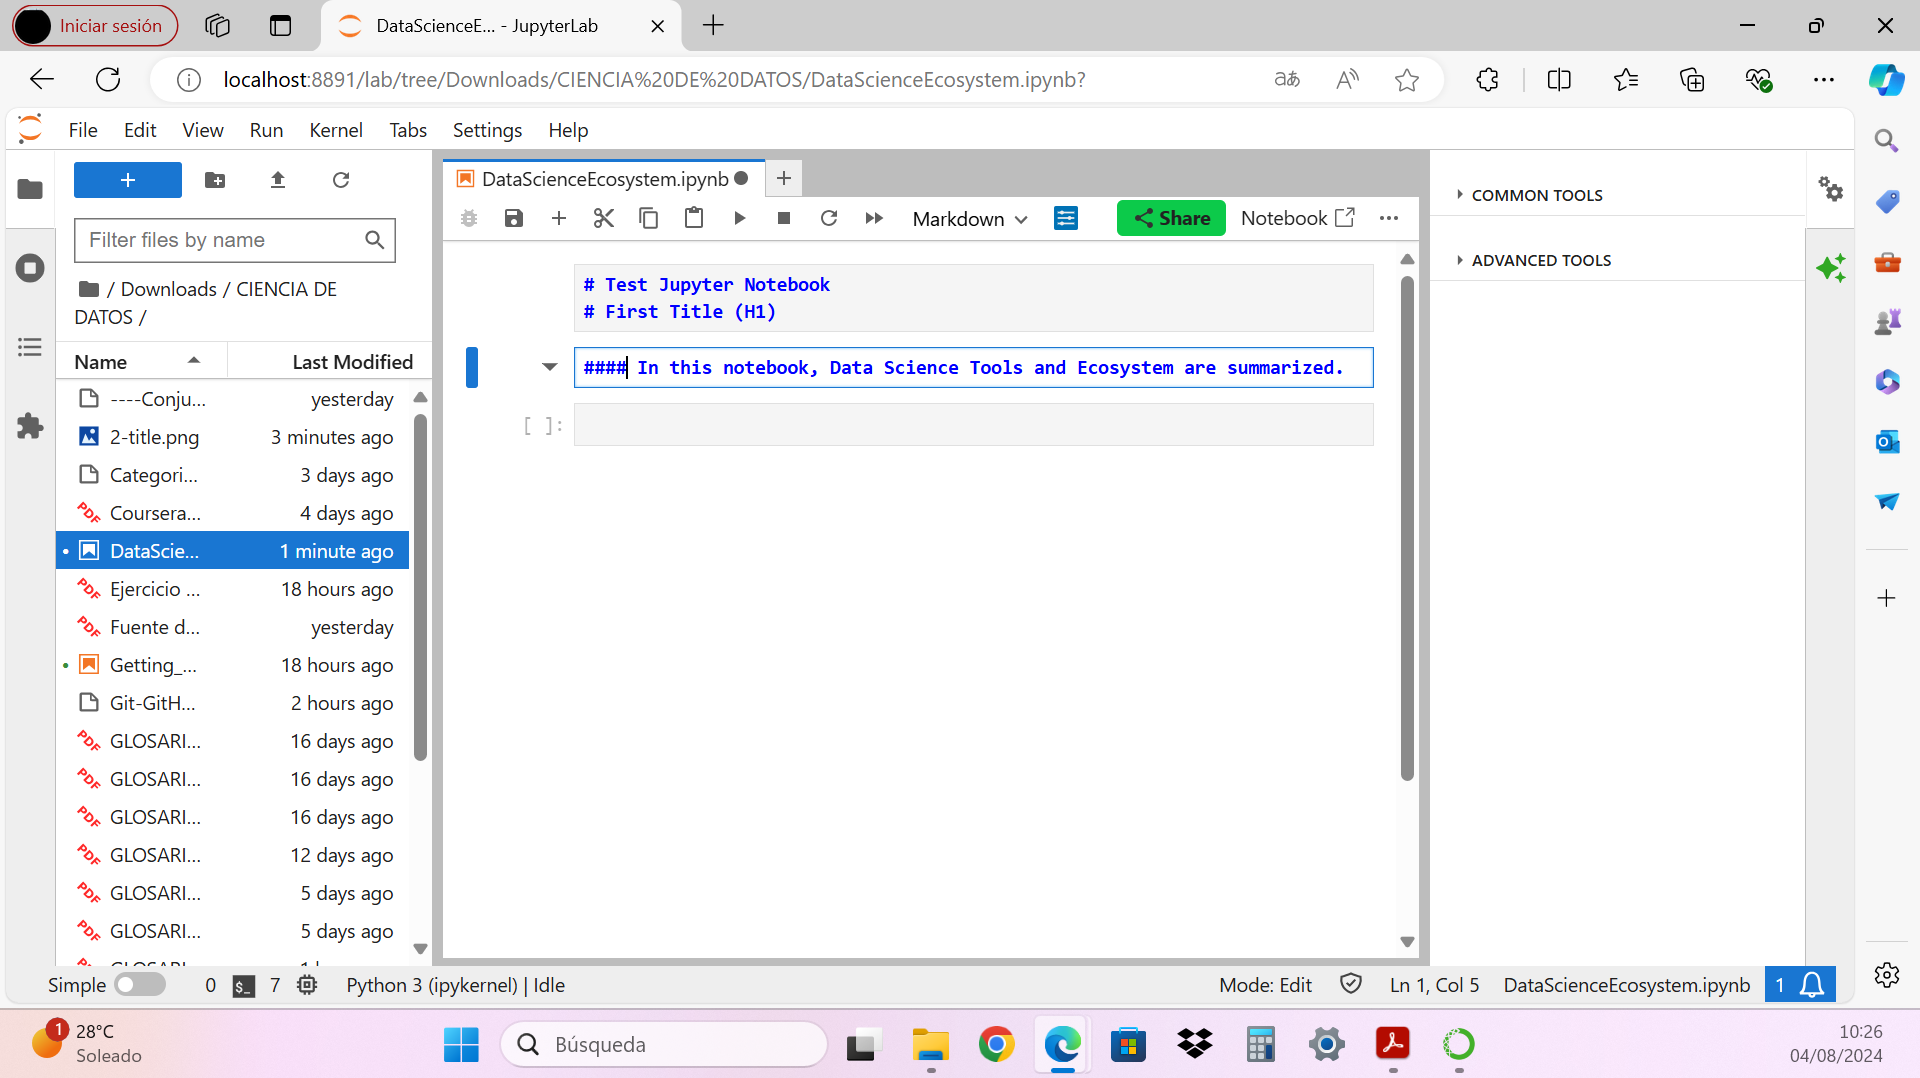 Iniciar sesión
DataScienceE... - JupyterLab
localhost:8891/lab/tree/Downloads/CIENCIA%20DE%20DATOS/DataScienceEcosystem.ipynb?
File Edit View Run Kernel Tabs Settings Help
Filter files by name
/ Downloads / CIENCIA DE
DATOS /
Name Last Modified
----Conju... yesterday
2-title.png 3 minutes ago
Categori... 3 days ago
Coursera... 4 days ago
DataScie... 1 minute ago
Ejercicio ... 18 hours ago
Fuente d... yesterday
Getting_... 18 hours ago
Git-GitH... 2 hours ago
GLOSARI... 16 days ago
GLOSARI... 16 days ago
GLOSARI... 16 days ago
GLOSARI... 12 days ago
GLOSARI... 5 days ago
GLOSARI... 5 days ago
DataScienceEcosystem.ipynb
Markdown
Share
Notebook
# Test Jupyter Notebook
# First Title (H1)
#### In this notebook, Data Science Tools and Ecosystem are summarized.
[ ]:
COMMON TOOLS
ADVANCED TOOLS
Simple 0 $_ 7 Python 3 (ipykernel) | Idle Mode: Edit Ln 1, Col 5 DataScienceEcosystem.ipynb 1
1
28°C
Soleado
Búsqueda
10:26
04/08/2024